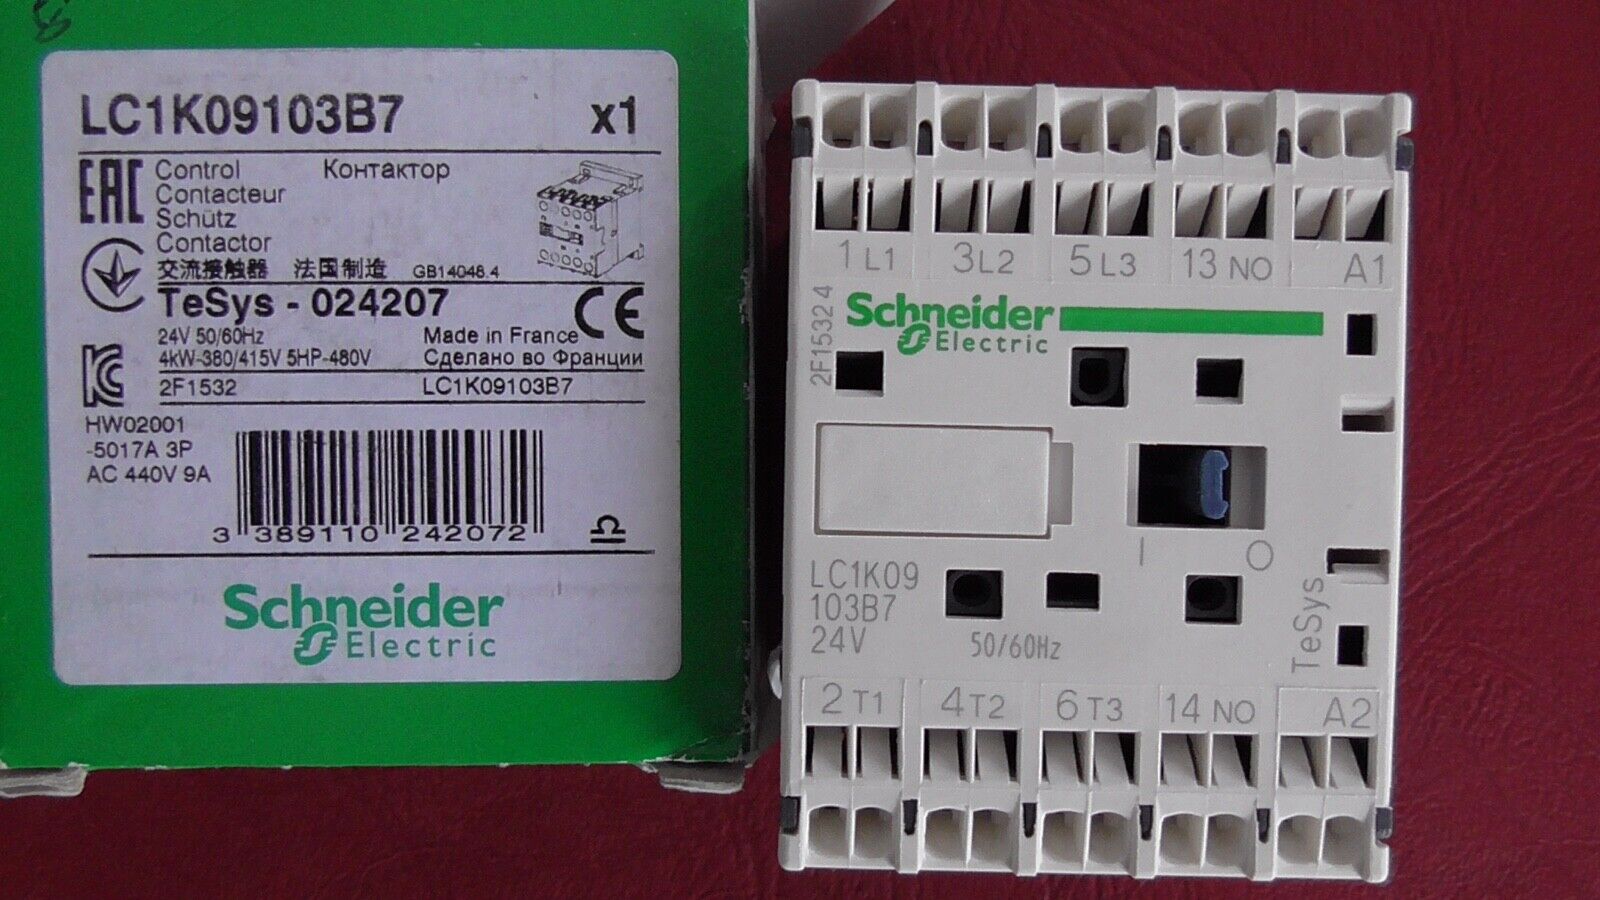 LC1K09103B7 x1
EAC
Control Контактор
Contacteur
Schütz
Contactor
交流接触器 法国制造 GB14048.4
TeSys - 024207 CE
24V 50/60Hz Made in France
4kW-380/415V 5HP-480V Сделано во Франции
2F1532 LC1K09103B7
HW02001
-5017A 3P
AC 440V 9A
3 389110 242072
Schneider
Electric
1 L1 3 L2 5 L3 13 NO A1
2F1532 4
Schneider
Electric
I O
LC1K09
103B7
24V 50/60Hz
TeSys
2 T1 4 T2 6 T3 14 NO A2